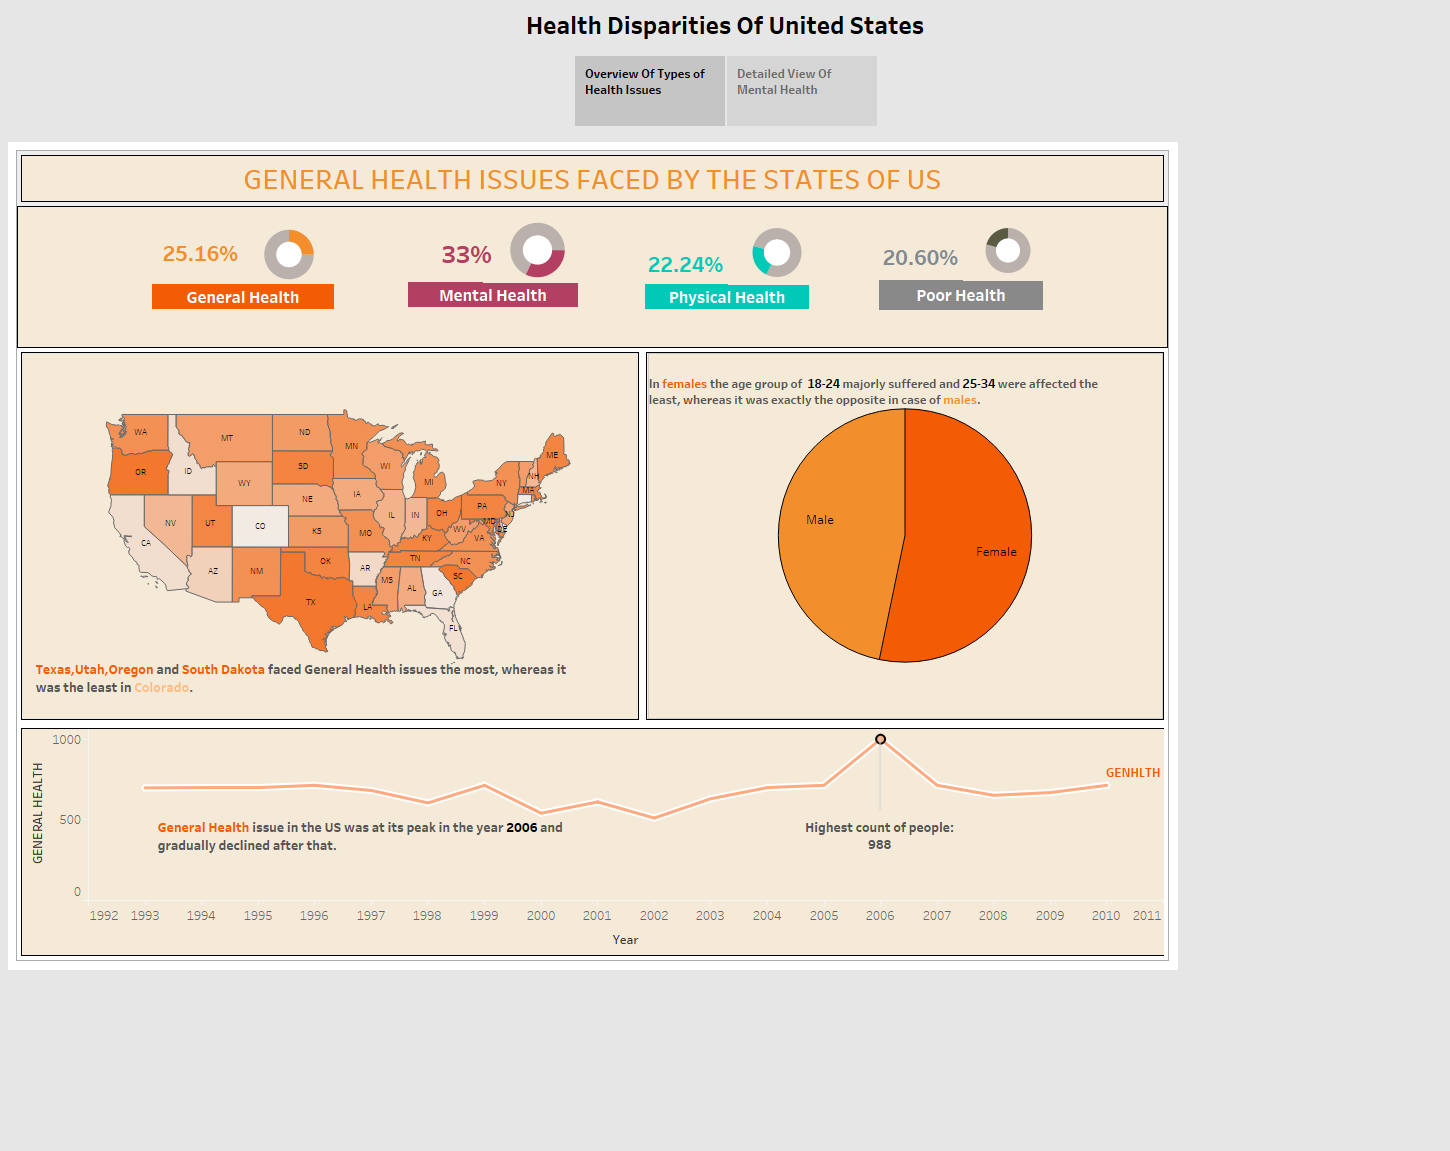 Health Disparities Of United States
Overview Of Types of
Health Issues
Detailed View Of
Mental Health
GENERAL HEALTH ISSUES FACED BY THE STATES OF US
25.16%
General Health
33%
Mental Health
22.24%
Physical Health
20.60%
Poor Health
WA
MT
ND
MN
ME
OR
ID
SD
WI
MI
NY
NH
MA
WY
NE
IA
PA
NJ
NV
UT
CO
IL
IN
OH
MD
DE
CA
KS
MO
WV
VA
KY
AZ
NM
OK
AR
TN
NC
SC
MS
AL
GA
TX
LA
FL
Texas,Utah,Oregon and South Dakota faced General Health issues the most, whereas it
was the least in Colorado.
In females the age group of 18-24 majorly suffered and 25-34 were affected the
least, whereas it was exactly the opposite in case of males.
Male
Female
GENERAL HEALTH
1000
500
0
GENHLTH
General Health issue in the US was at its peak in the year 2006 and
gradually declined after that.
Highest count of people:
988
1992 1993 1994 1995 1996 1997 1998 1999 2000 2001 2002 2003 2004 2005 2006 2007 2008 2009 2010 2011
Year